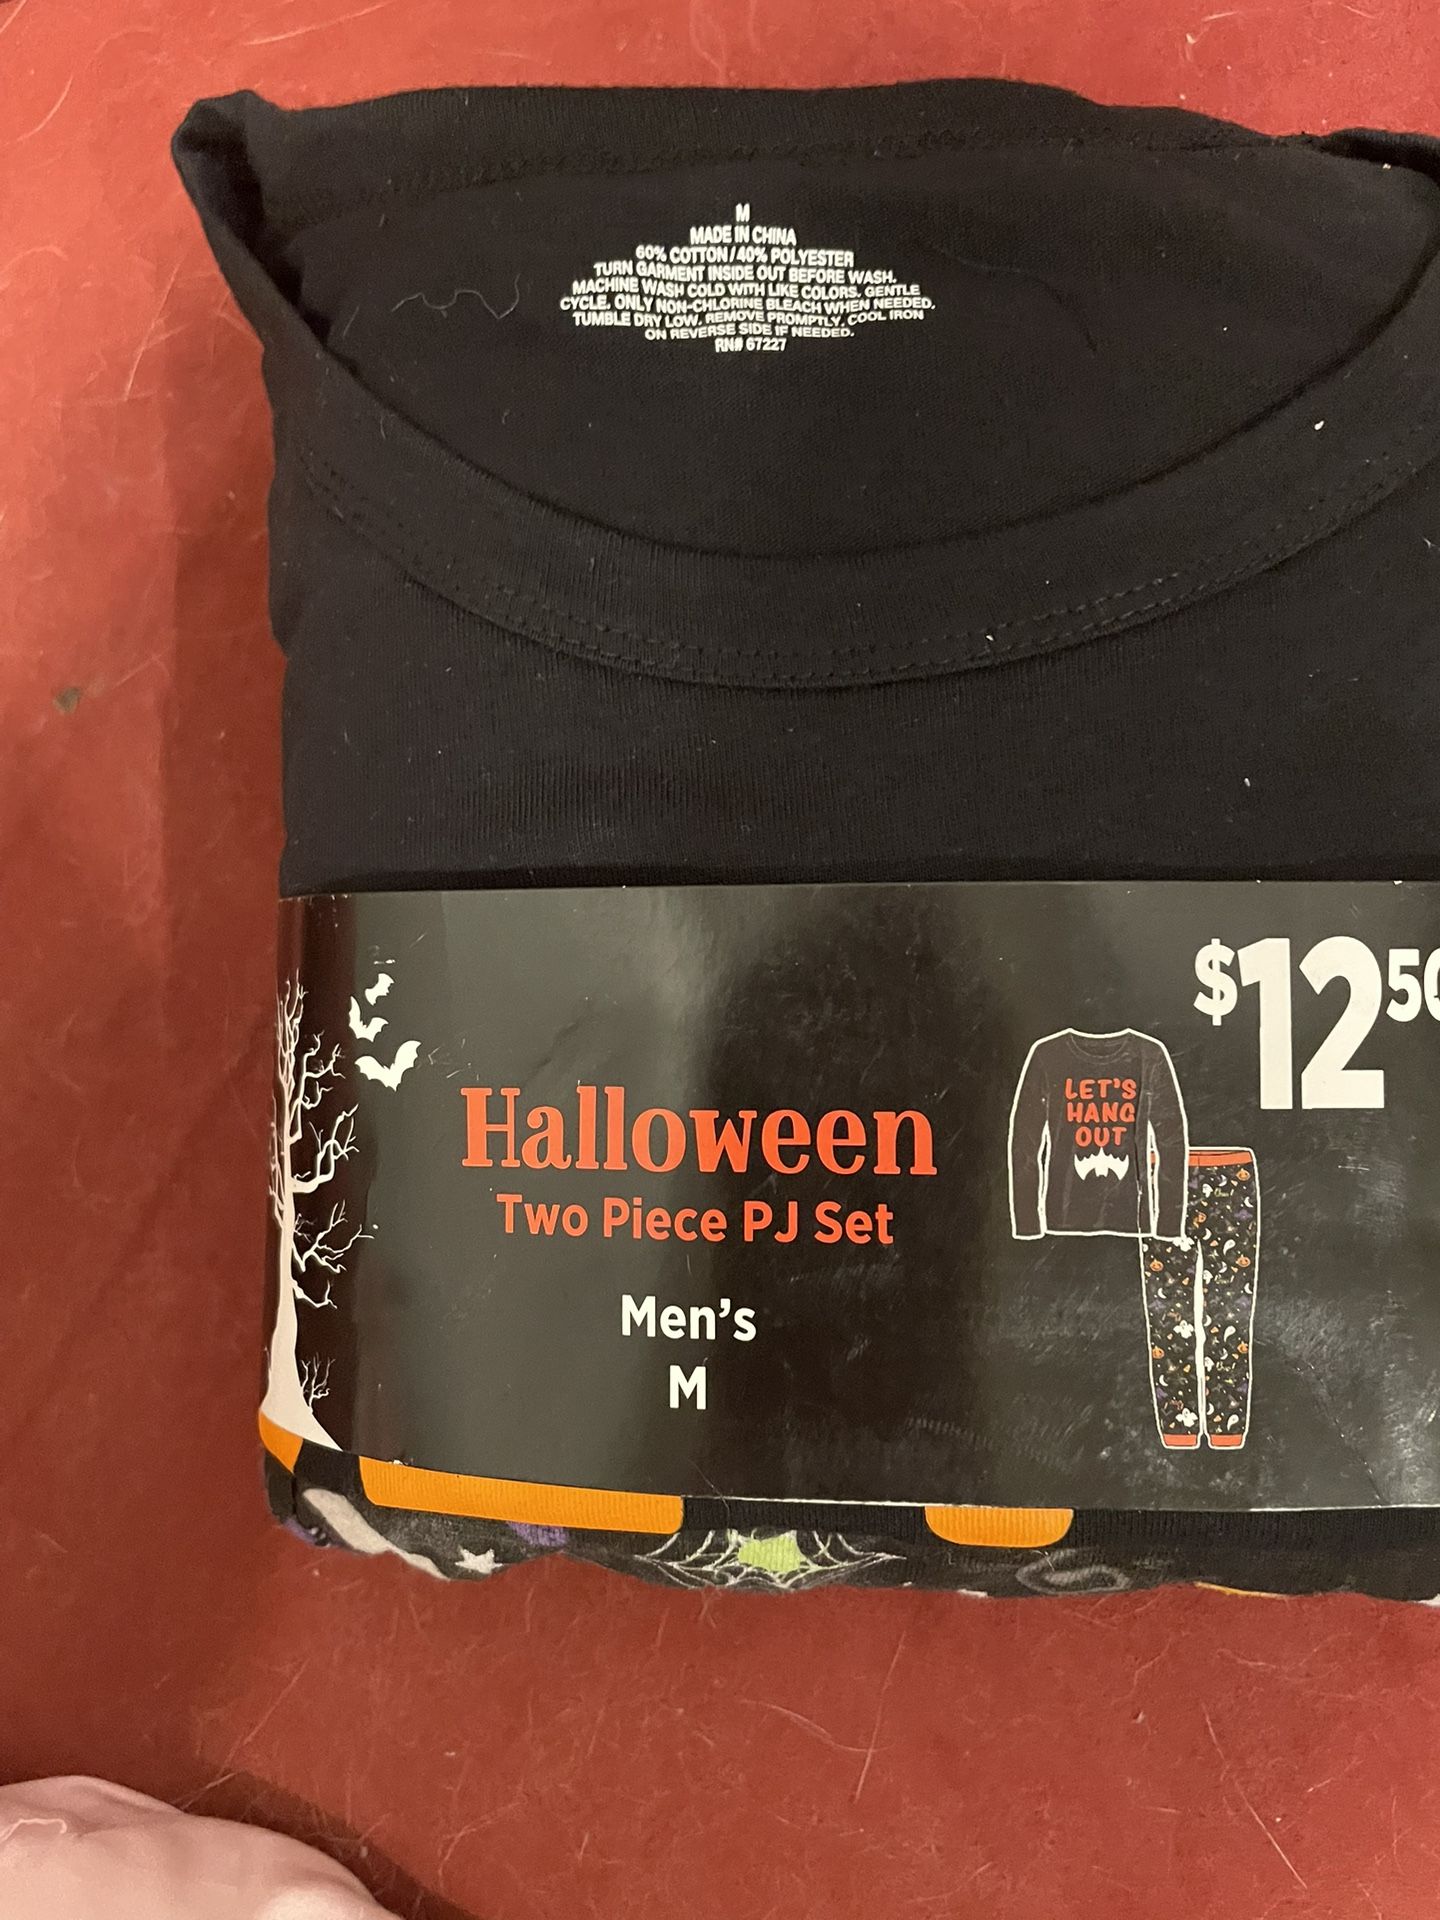 M
MADE IN CHINA
60% COTTON/40% POLYESTER
TURN GARMENT INSIDE OUT BEFORE WASH.
MACHINE WASH COLD WITH LIKE COLORS. GENTLE
CYCLE. ONLY NON-CHLORINE BLEACH WHEN NEEDED.
TUMBLE DRY LOW. REMOVE PROMPTLY. COOL IRON
ON REVERSE SIDE IF NEEDED.
RN# 67227
$12.50
Halloween
Two Piece PJ Set
Men's
M
LET'S
HANG
OUT